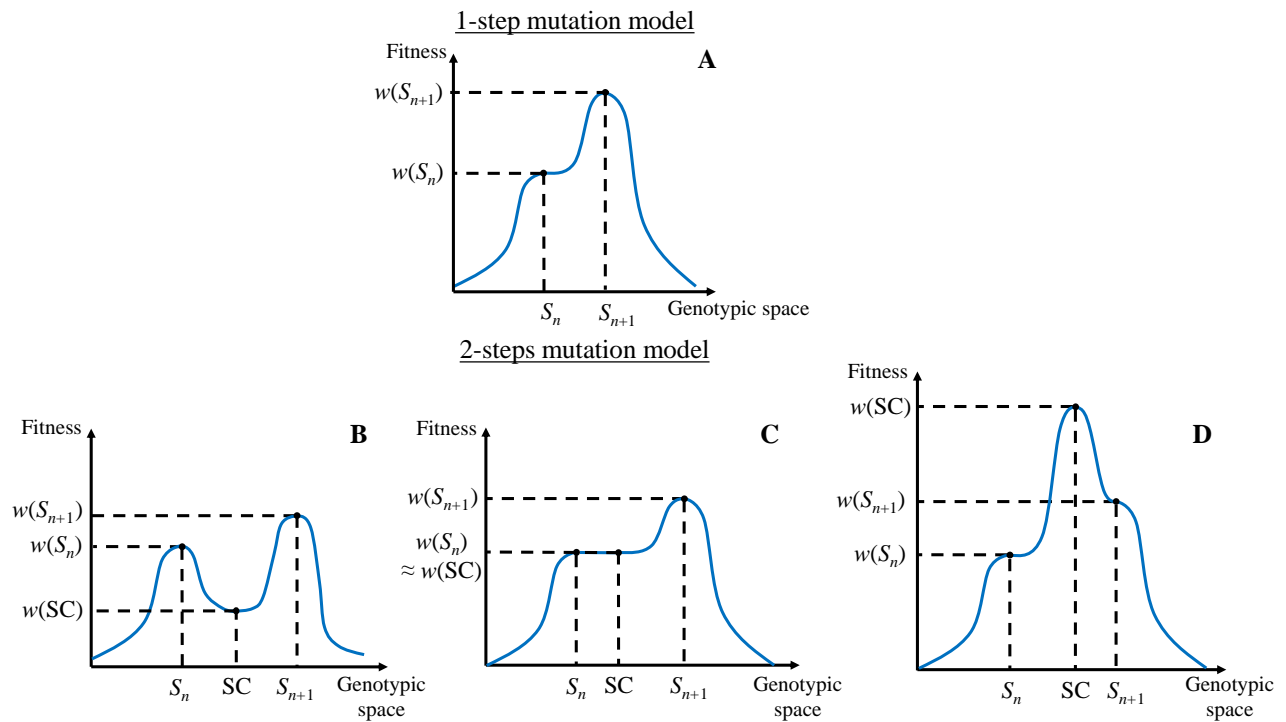 1-step mutation model
Fitness
A
w(Sₙ₊₁)
w(Sₙ)
Sₙ
Sₙ₊₁
Genotypic space
2-steps mutation model
Fitness
B
w(Sₙ₊₁)
w(Sₙ)
w(SC)
Sₙ
SC
Sₙ₊₁
Genotypic
space
Fitness
C
w(Sₙ₊₁)
w(Sₙ)
≈ w(SC)
Sₙ
SC
Sₙ₊₁
Genotypic
space
Fitness
D
w(SC)
w(Sₙ₊₁)
w(Sₙ)
Sₙ
SC
Sₙ₊₁
Genotypic
space